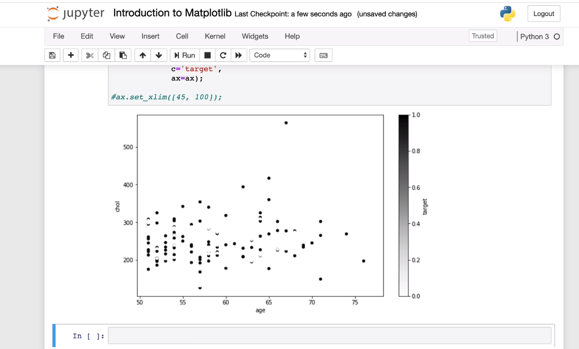 jupyter Introduction to Matplotlib Last Checkpoint: a few seconds ago (unsaved changes)
Logout
File Edit View Insert Cell Kernel Widgets Help
Trusted Python 3
Run Code
c='target',
ax=ax);
#ax.set_xlim([45, 100]);
500
400
300
200
chol
50 55 60 65 70 75
age
1.0
0.8
0.6
0.4
0.2
0.0
target
In [ ]: